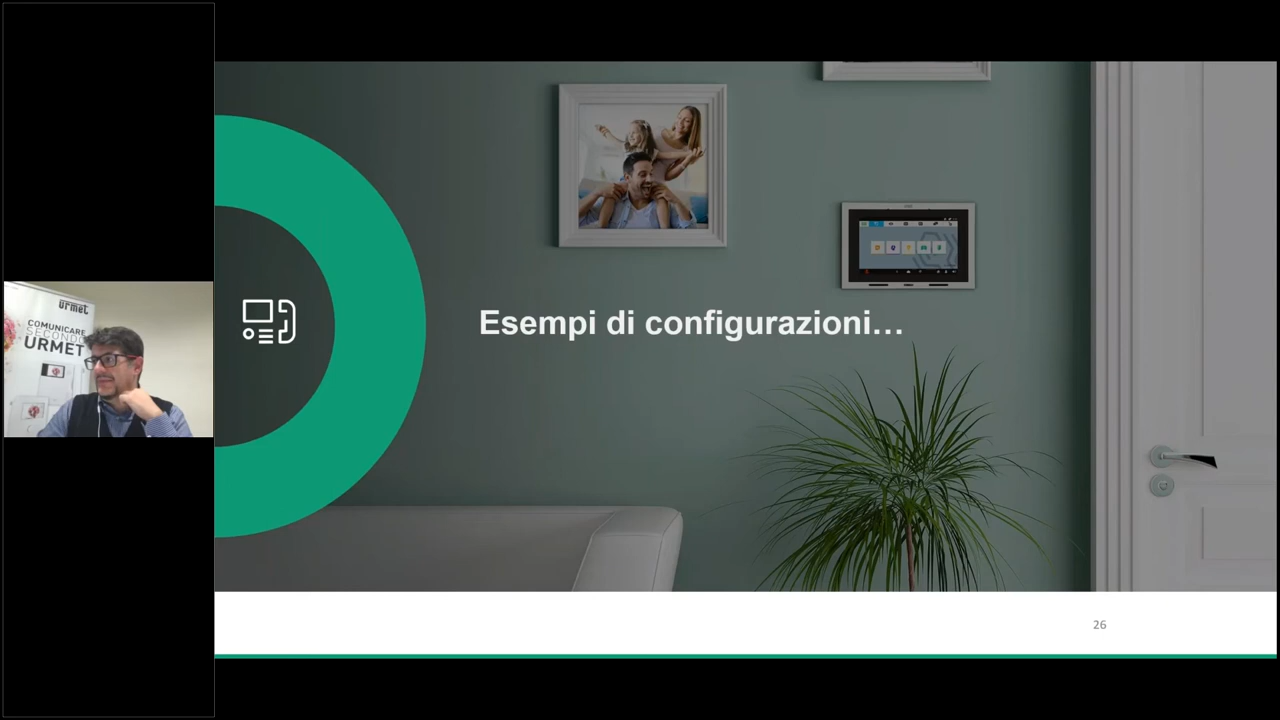 urmet
COMUNICARE
SECONDO
URMET
Esempi di configurazioni...
26